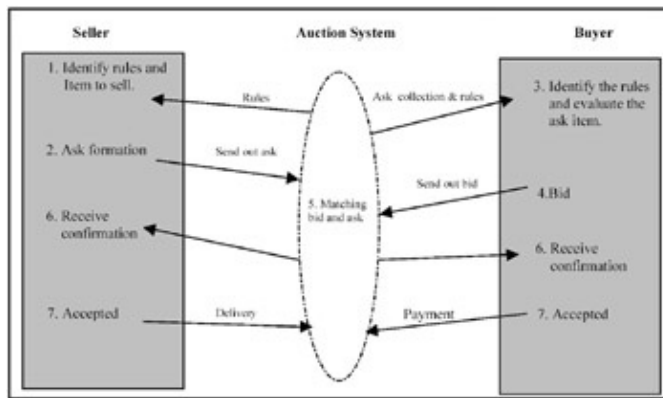 Seller
Auction System
Buyer
1. Identify rules and
Item to sell.
Rules
Ask collection & rules
3. Identify the rules
and evaluate the
ask item.
2. Ask formation
Send out ask
Send out bid
4.Bid
5. Matching
bid and ask
6. Receive
confirmation
6. Receive
confirmation
7. Accepted
Delivery
Payment
7. Accepted